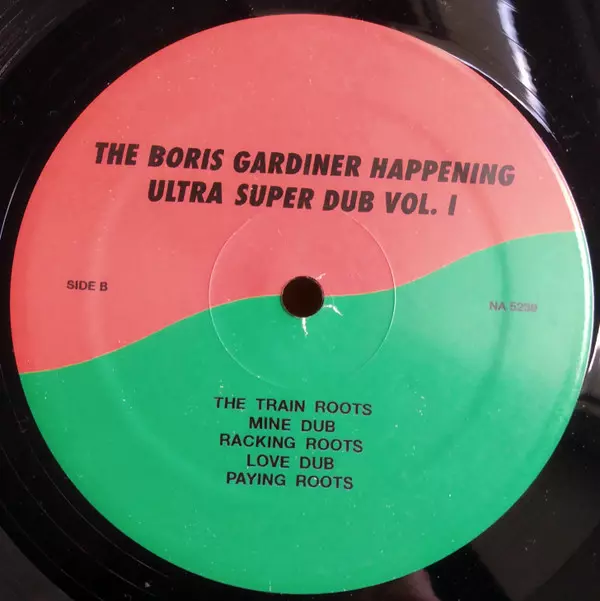 THE BORIS GARDINER HAPPENING
ULTRA SUPER DUB VOL. I
SIDE B
NA 5239
THE TRAIN ROOTS
MINE DUB
RACKING ROOTS
LOVE DUB
PAYING ROOTS